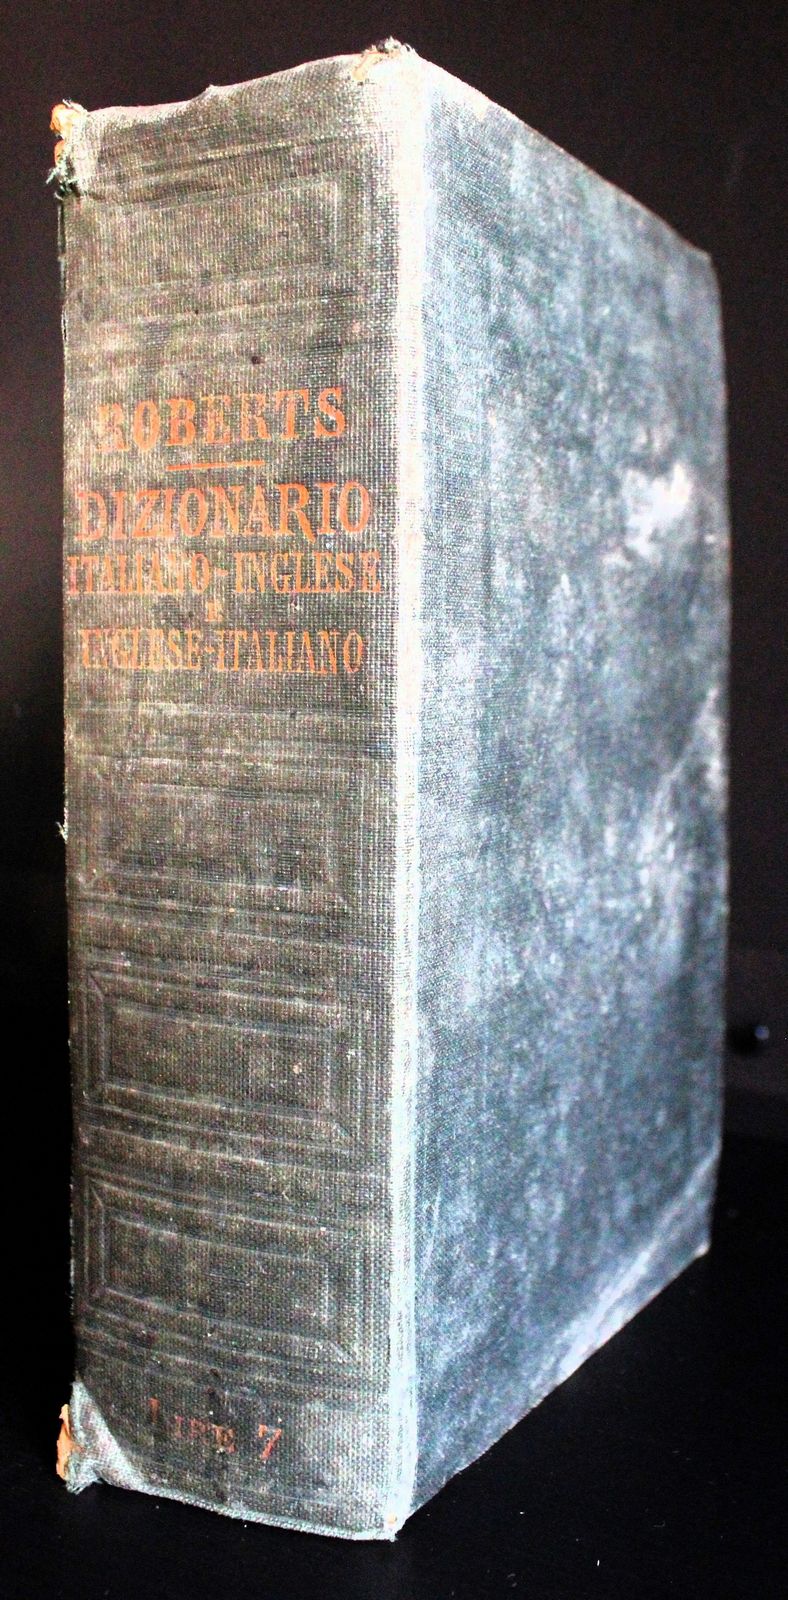 ROBERTS
DIZIONARIO
ITALIANO-INGLESE
E
INGLESE-ITALIANO
LIRE 7